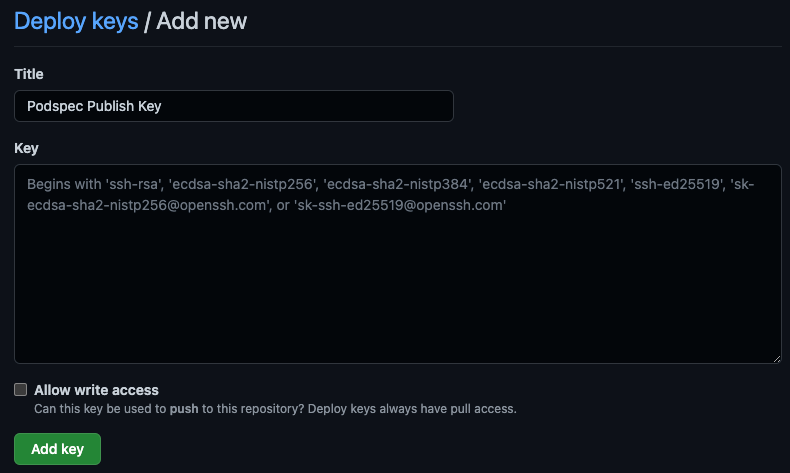 Deploy keys / Add new
Title
Podspec Publish Key
Key
Begins with 'ssh-rsa', 'ecdsa-sha2-nistp256', 'ecdsa-sha2-nistp384', 'ecdsa-sha2-nistp521', 'ssh-ed25519', 'sk-
ecdsa-sha2-nistp256@openssh.com', or 'sk-ssh-ed25519@openssh.com'
Allow write access
Can this key be used to push to this repository? Deploy keys always have pull access.
Add key